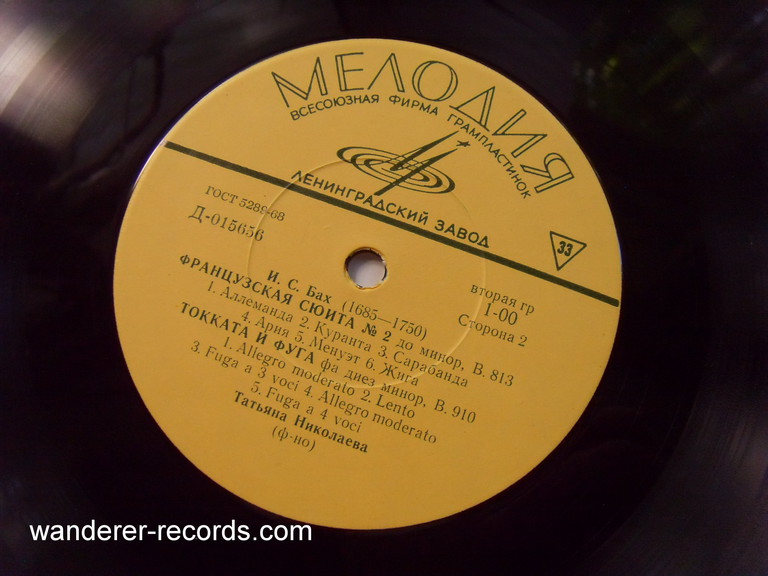 МЕЛОДИЯ
ВСЕСОЮЗНАЯ ФИРМА ГРАМПЛАСТИНОК
ЛЕНИНГРАДСКИЙ ЗАВОД
33
ГОСТ 5289-68
Д-015656
вторая гр
1-00
Сторона 2
И. С. Бах (1685—1750)
ФРАНЦУЗСКАЯ СЮИТА № 2 до минор, В. 813
1. Аллеманда 2. Куранта 3. Сарабанда
4. Ария 5. Менуэт 6. Жига
ТОККАТА И ФУГА фа диез минор, В. 910
1. Allegro moderato 2. Lento
3. Fuga a 3 voci 4. Allegro moderato
5. Fuga a 4 voci
Татьяна Николаева
(ф-но)
wanderer-records.com